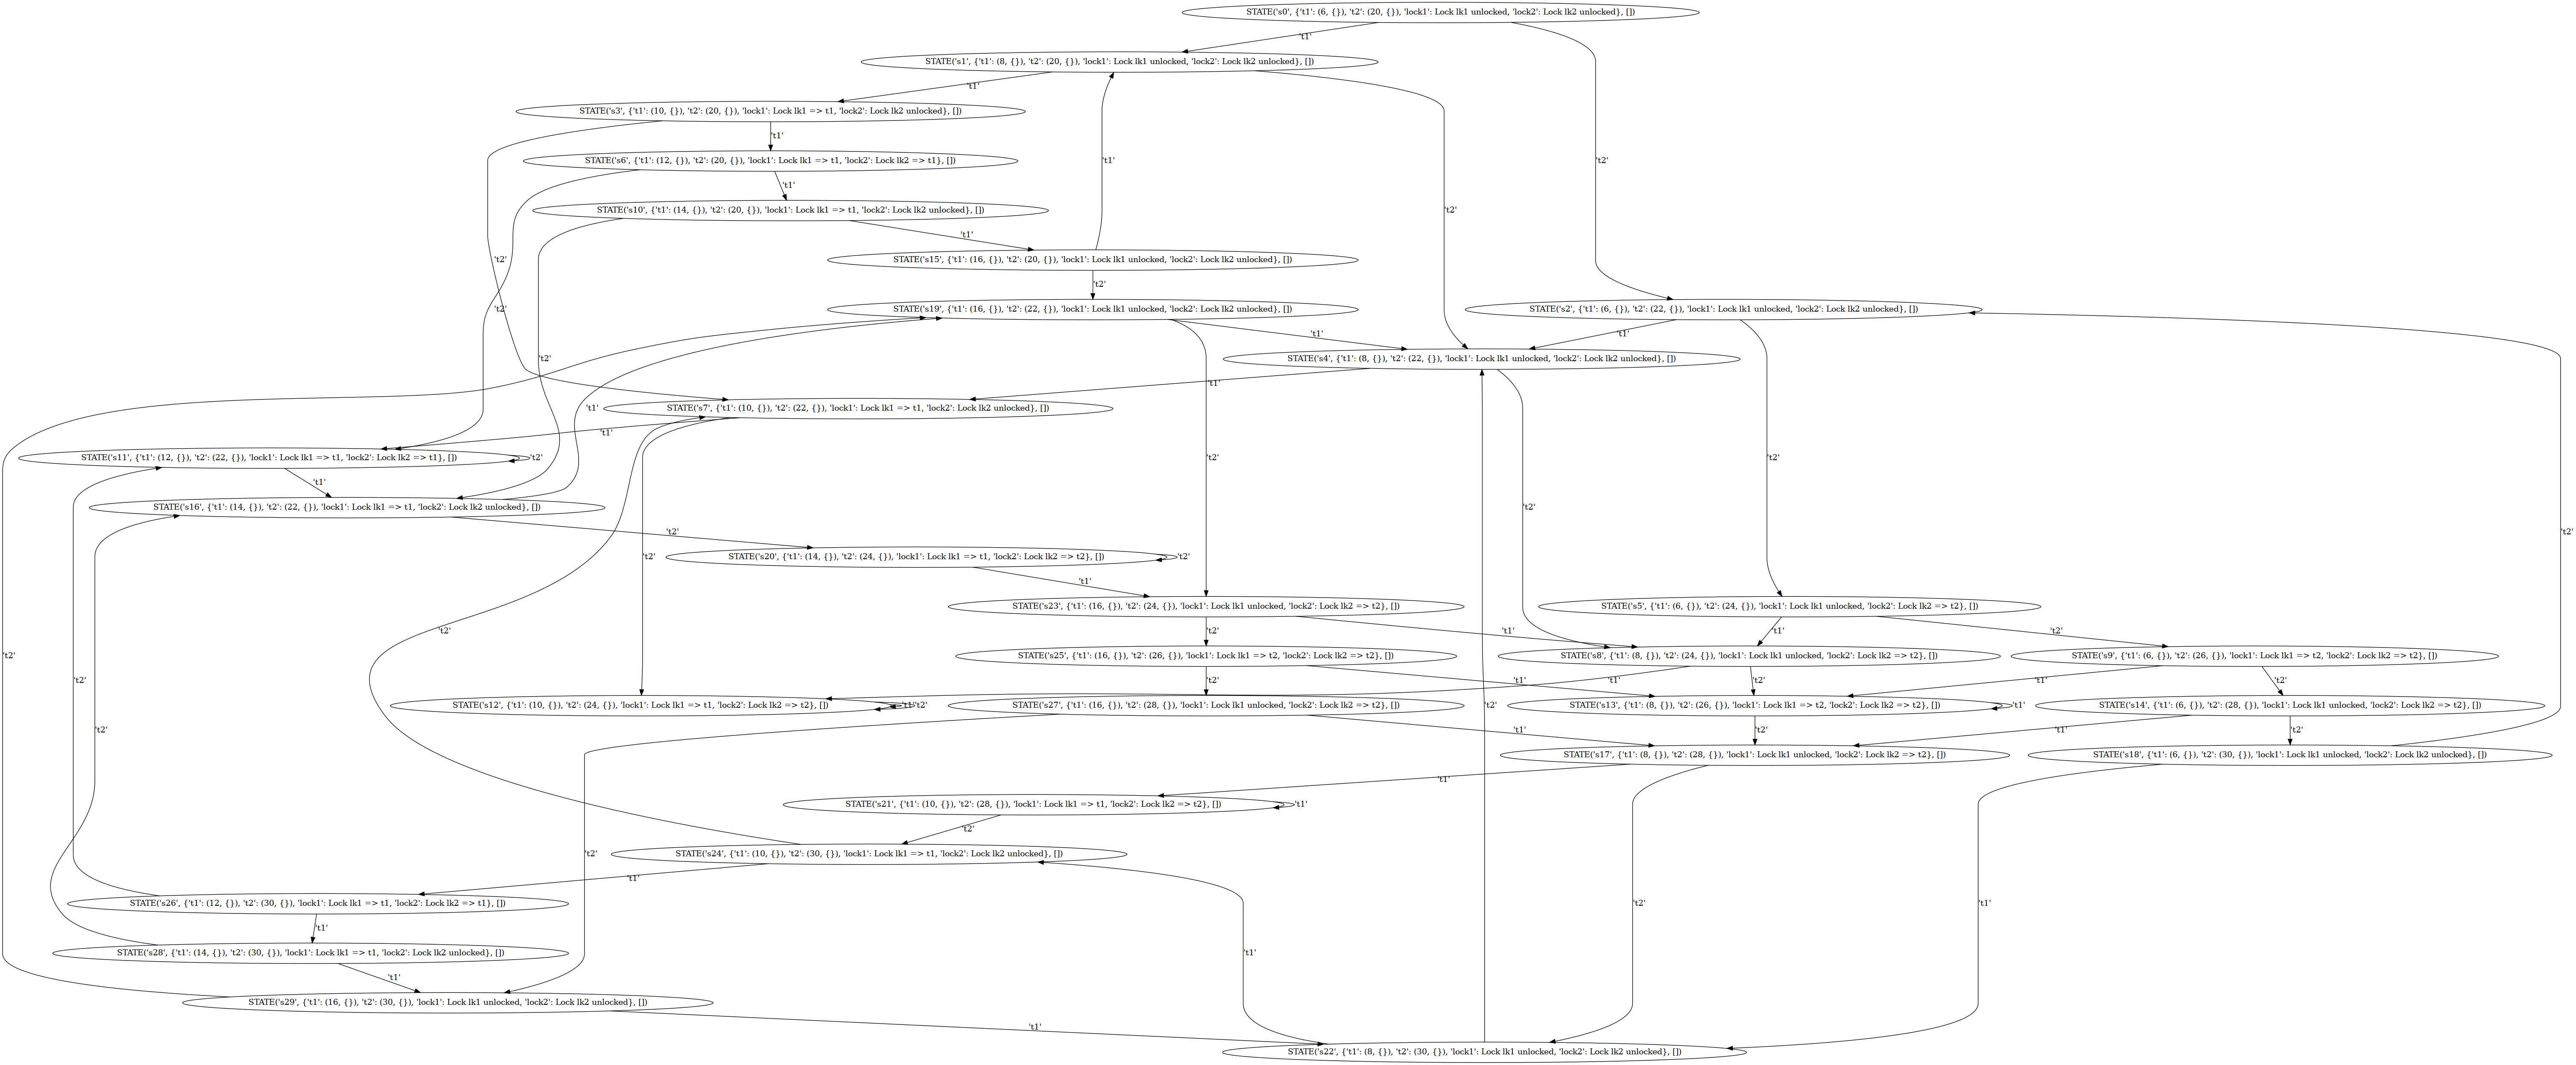 STATE('s0', {'t1': (6, {}), 't2': (20, {}), 'lock1': Lock lk1 unlocked, 'lock2': Lock lk2 unlocked}, [])
't1'
STATE('s1', {'t1': (8, {}), 't2': (20, {}), 'lock1': Lock lk1 unlocked, 'lock2': Lock lk2 unlocked}, [])
't1'
STATE('s3', {'t1': (10, {}), 't2': (20, {}), 'lock1': Lock lk1 => t1, 'lock2': Lock lk2 unlocked}, [])
't1'
STATE('s6', {'t1': (12, {}), 't2': (20, {}), 'lock1': Lock lk1 => t1, 'lock2': Lock lk2 => t1}, [])
't1'
't2'
't1'
STATE('s10', {'t1': (14, {}), 't2': (20, {}), 'lock1': Lock lk1 => t1, 'lock2': Lock lk2 unlocked}, [])
't2'
't1'
't2'
STATE('s15', {'t1': (16, {}), 't2': (20, {}), 'lock1': Lock lk1 unlocked, 'lock2': Lock lk2 unlocked}, [])
't2'
't2'
STATE('s19', {'t1': (16, {}), 't2': (22, {}), 'lock1': Lock lk1 unlocked, 'lock2': Lock lk2 unlocked}, [])
STATE('s2', {'t1': (6, {}), 't2': (22, {}), 'lock1': Lock lk1 unlocked, 'lock2': Lock lk2 unlocked}, [])
't1'
't1'
't2'
STATE('s4', {'t1': (8, {}), 't2': (22, {}), 'lock1': Lock lk1 unlocked, 'lock2': Lock lk2 unlocked}, [])
't1'
't1'
STATE('s7', {'t1': (10, {}), 't2': (22, {}), 'lock1': Lock lk1 => t1, 'lock2': Lock lk2 unlocked}, [])
't1'
STATE('s11', {'t1': (12, {}), 't2': (22, {}), 'lock1': Lock lk1 => t1, 'lock2': Lock lk2 => t1}, [])
't2'
't2'
't2'
't1'
STATE('s16', {'t1': (14, {}), 't2': (22, {}), 'lock1': Lock lk1 => t1, 'lock2': Lock lk2 unlocked}, [])
't2'
't2'
't2'
't2'
STATE('s20', {'t1': (14, {}), 't2': (24, {}), 'lock1': Lock lk1 => t1, 'lock2': Lock lk2 => t2}, [])
't2'
't1'
STATE('s23', {'t1': (16, {}), 't2': (24, {}), 'lock1': Lock lk1 unlocked, 'lock2': Lock lk2 => t2}, [])
STATE('s5', {'t1': (6, {}), 't2': (24, {}), 'lock1': Lock lk1 unlocked, 'lock2': Lock lk2 => t2}, [])
't2'
't2'
't1'
't1'
't2'
't2'
STATE('s25', {'t1': (16, {}), 't2': (26, {}), 'lock1': Lock lk1 => t2, 'lock2': Lock lk2 => t2}, [])
STATE('s8', {'t1': (8, {}), 't2': (24, {}), 'lock1': Lock lk1 unlocked, 'lock2': Lock lk2 => t2}, [])
STATE('s9', {'t1': (6, {}), 't2': (26, {}), 'lock1': Lock lk1 => t2, 'lock2': Lock lk2 => t2}, [])
't2'
't2'
't1'
't1'
't2'
't1'
't2'
STATE('s12', {'t1': (10, {}), 't2': (24, {}), 'lock1': Lock lk1 => t1, 'lock2': Lock lk2 => t2}, [])
't1'
't2'
STATE('s27', {'t1': (16, {}), 't2': (28, {}), 'lock1': Lock lk1 unlocked, 'lock2': Lock lk2 => t2}, [])
STATE('s13', {'t1': (8, {}), 't2': (26, {}), 'lock1': Lock lk1 => t2, 'lock2': Lock lk2 => t2}, [])
't1'
STATE('s14', {'t1': (6, {}), 't2': (28, {}), 'lock1': Lock lk1 unlocked, 'lock2': Lock lk2 => t2}, [])
't2'
't2'
't1'
't2'
't1'
't2'
STATE('s17', {'t1': (8, {}), 't2': (28, {}), 'lock1': Lock lk1 unlocked, 'lock2': Lock lk2 => t2}, [])
STATE('s18', {'t1': (6, {}), 't2': (30, {}), 'lock1': Lock lk1 unlocked, 'lock2': Lock lk2 unlocked}, [])
't1'
STATE('s21', {'t1': (10, {}), 't2': (28, {}), 'lock1': Lock lk1 => t1, 'lock2': Lock lk2 => t2}, [])
't1'
't2'
STATE('s24', {'t1': (10, {}), 't2': (30, {}), 'lock1': Lock lk1 => t1, 'lock2': Lock lk2 unlocked}, [])
't2'
't1'
STATE('s26', {'t1': (12, {}), 't2': (30, {}), 'lock1': Lock lk1 => t1, 'lock2': Lock lk2 => t1}, [])
't2'
't1'
't1'
STATE('s28', {'t1': (14, {}), 't2': (30, {}), 'lock1': Lock lk1 => t1, 'lock2': Lock lk2 unlocked}, [])
't1'
't1'
STATE('s29', {'t1': (16, {}), 't2': (30, {}), 'lock1': Lock lk1 unlocked, 'lock2': Lock lk2 unlocked}, [])
't1'
STATE('s22', {'t1': (8, {}), 't2': (30, {}), 'lock1': Lock lk1 unlocked, 'lock2': Lock lk2 unlocked}, [])